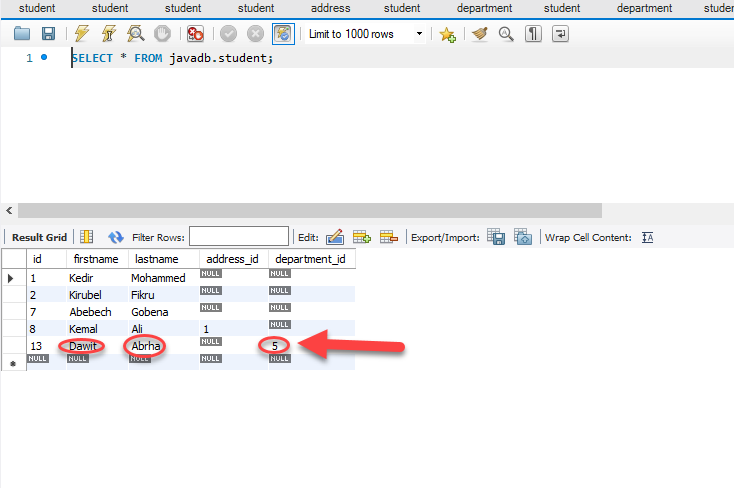 student student student student address student department student department studen
Limit to 1000 rows
1 SELECT * FROM javadb.student;
Result Grid Filter Rows: Edit: Export/Import: Wrap Cell Content: IA
id firstname lastname address_id department_id
1 Kedir Mohammed NULL NULL
2 Kirubel Fikru NULL NULL
7 Abebech Gobena NULL NULL
8 Kemal Ali 1 NULL
13 Dawit Abrha NULL 5
NULL NULL NULL NULL NULL